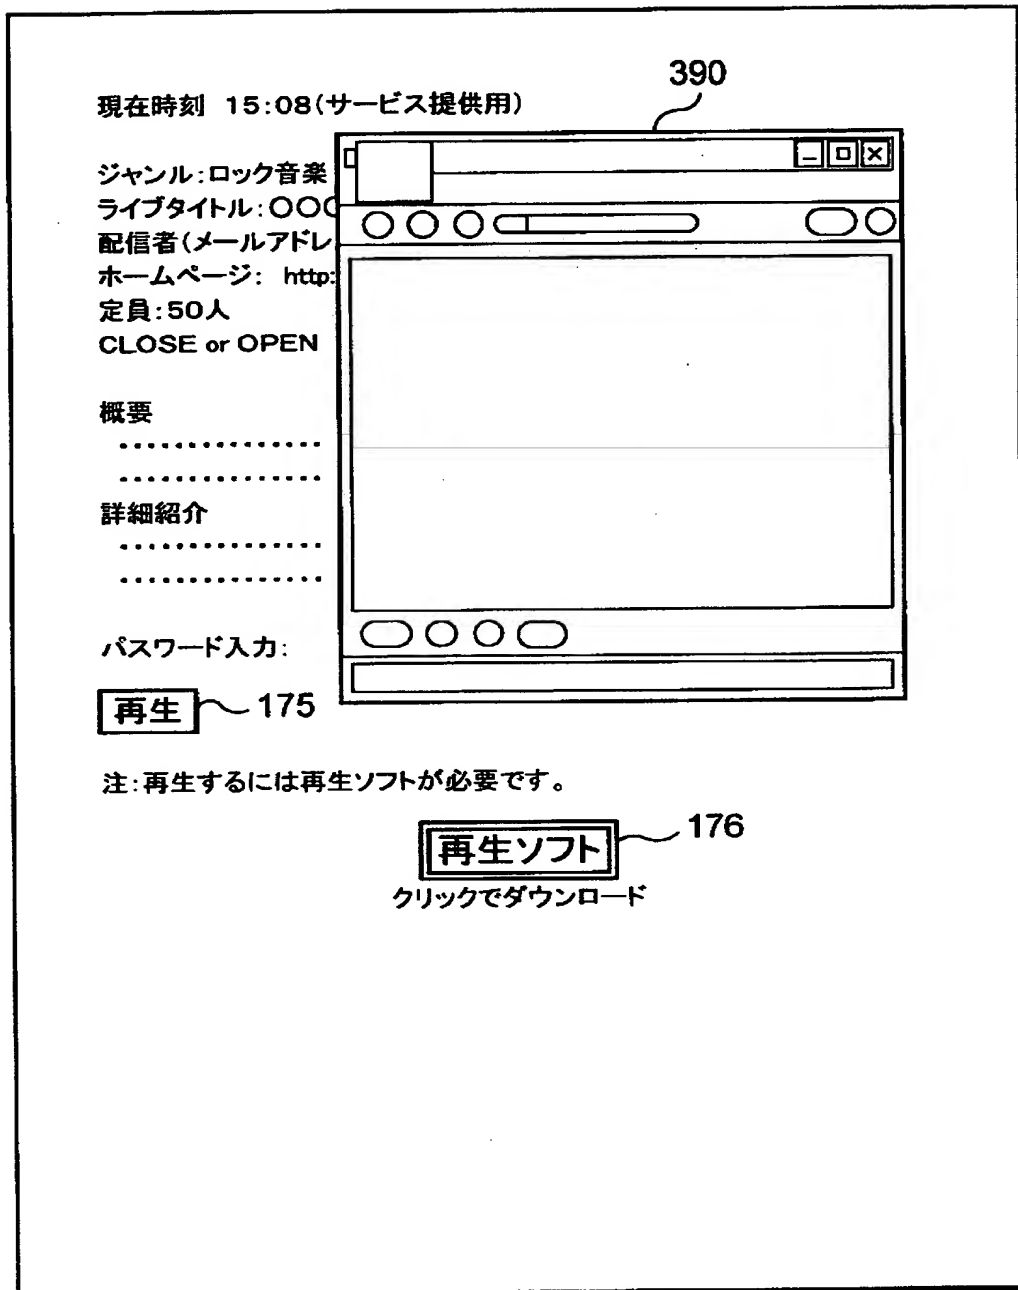 390
現在時刻 15:08(サービス提供用)
ジャンル:ロック音楽
ライブタイトル:〇〇〇
配信者(メールアドレ
ホームページ: http:
定員:50人
CLOSE or OPEN
概要
・・・・・・・・・・・・・・・
・・・・・・・・・・・・・・・
詳細紹介
・・・・・・・・・・・・・・・
・・・・・・・・・・・・・・・
パスワード入力:
再生 175
注:再生するには再生ソフトが必要です。
再生ソフト 176
クリックでダウンロード